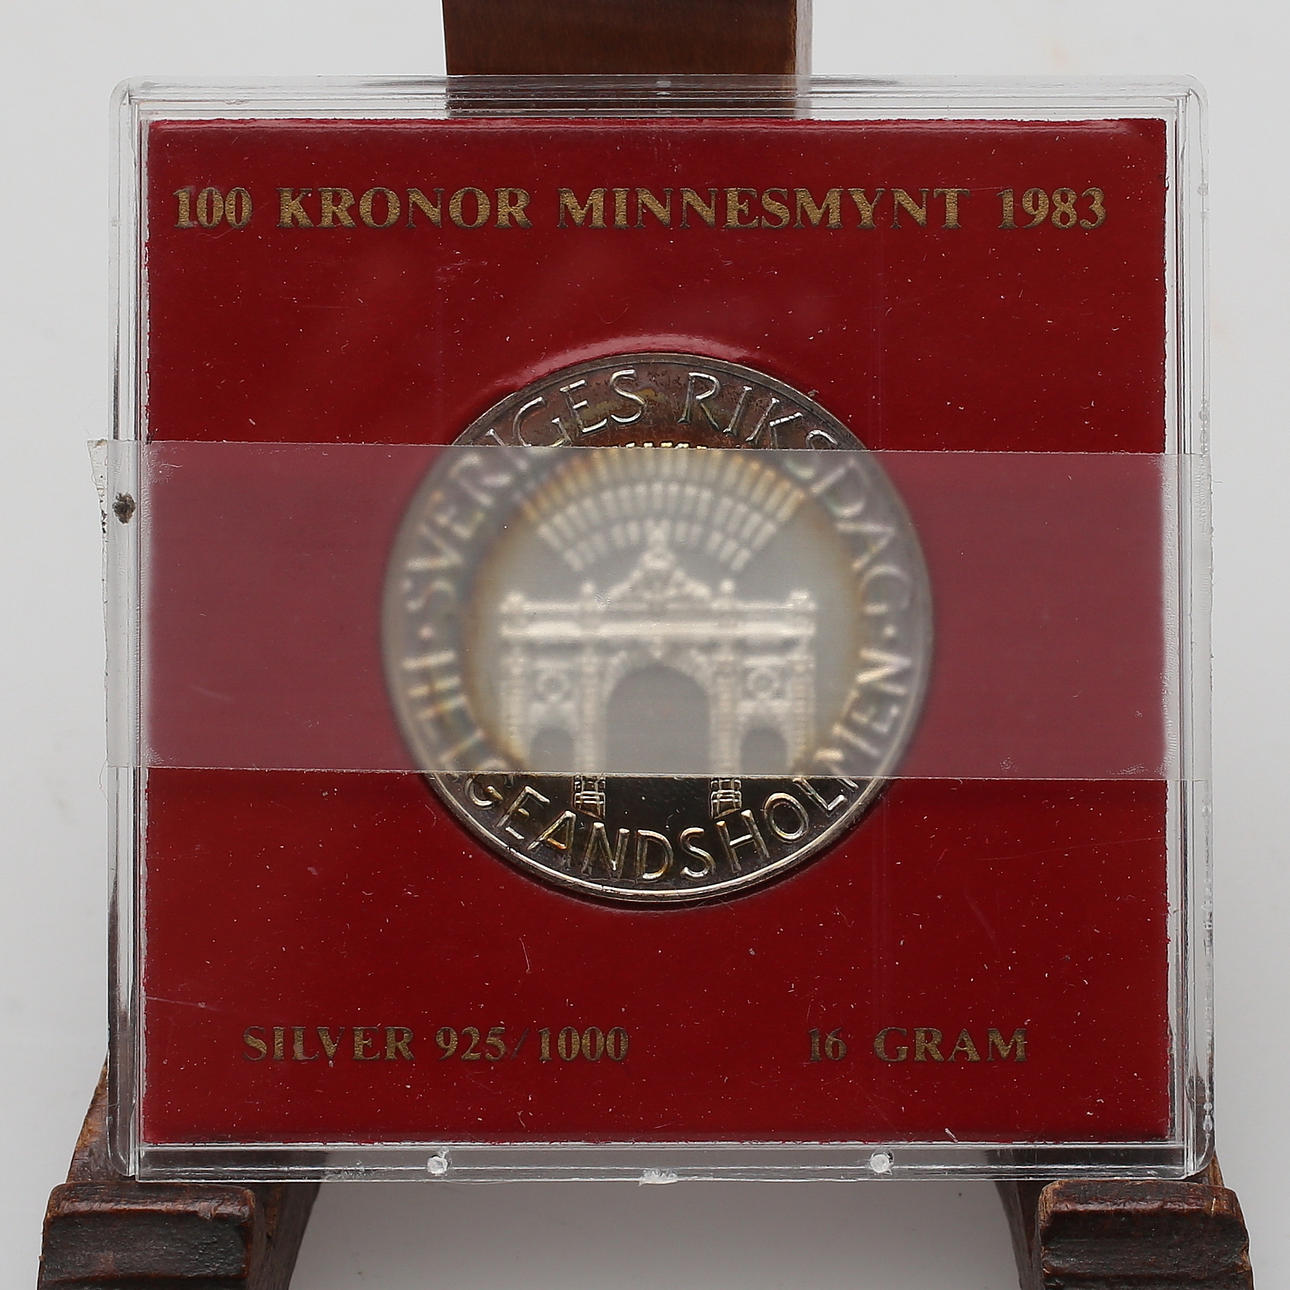 100 KRONOR MINNESMYNT 1983
· SVERIGES RIKSDAG ·
HELGEANDSHOLMEN
SILVER 925/1000 16 GRAM